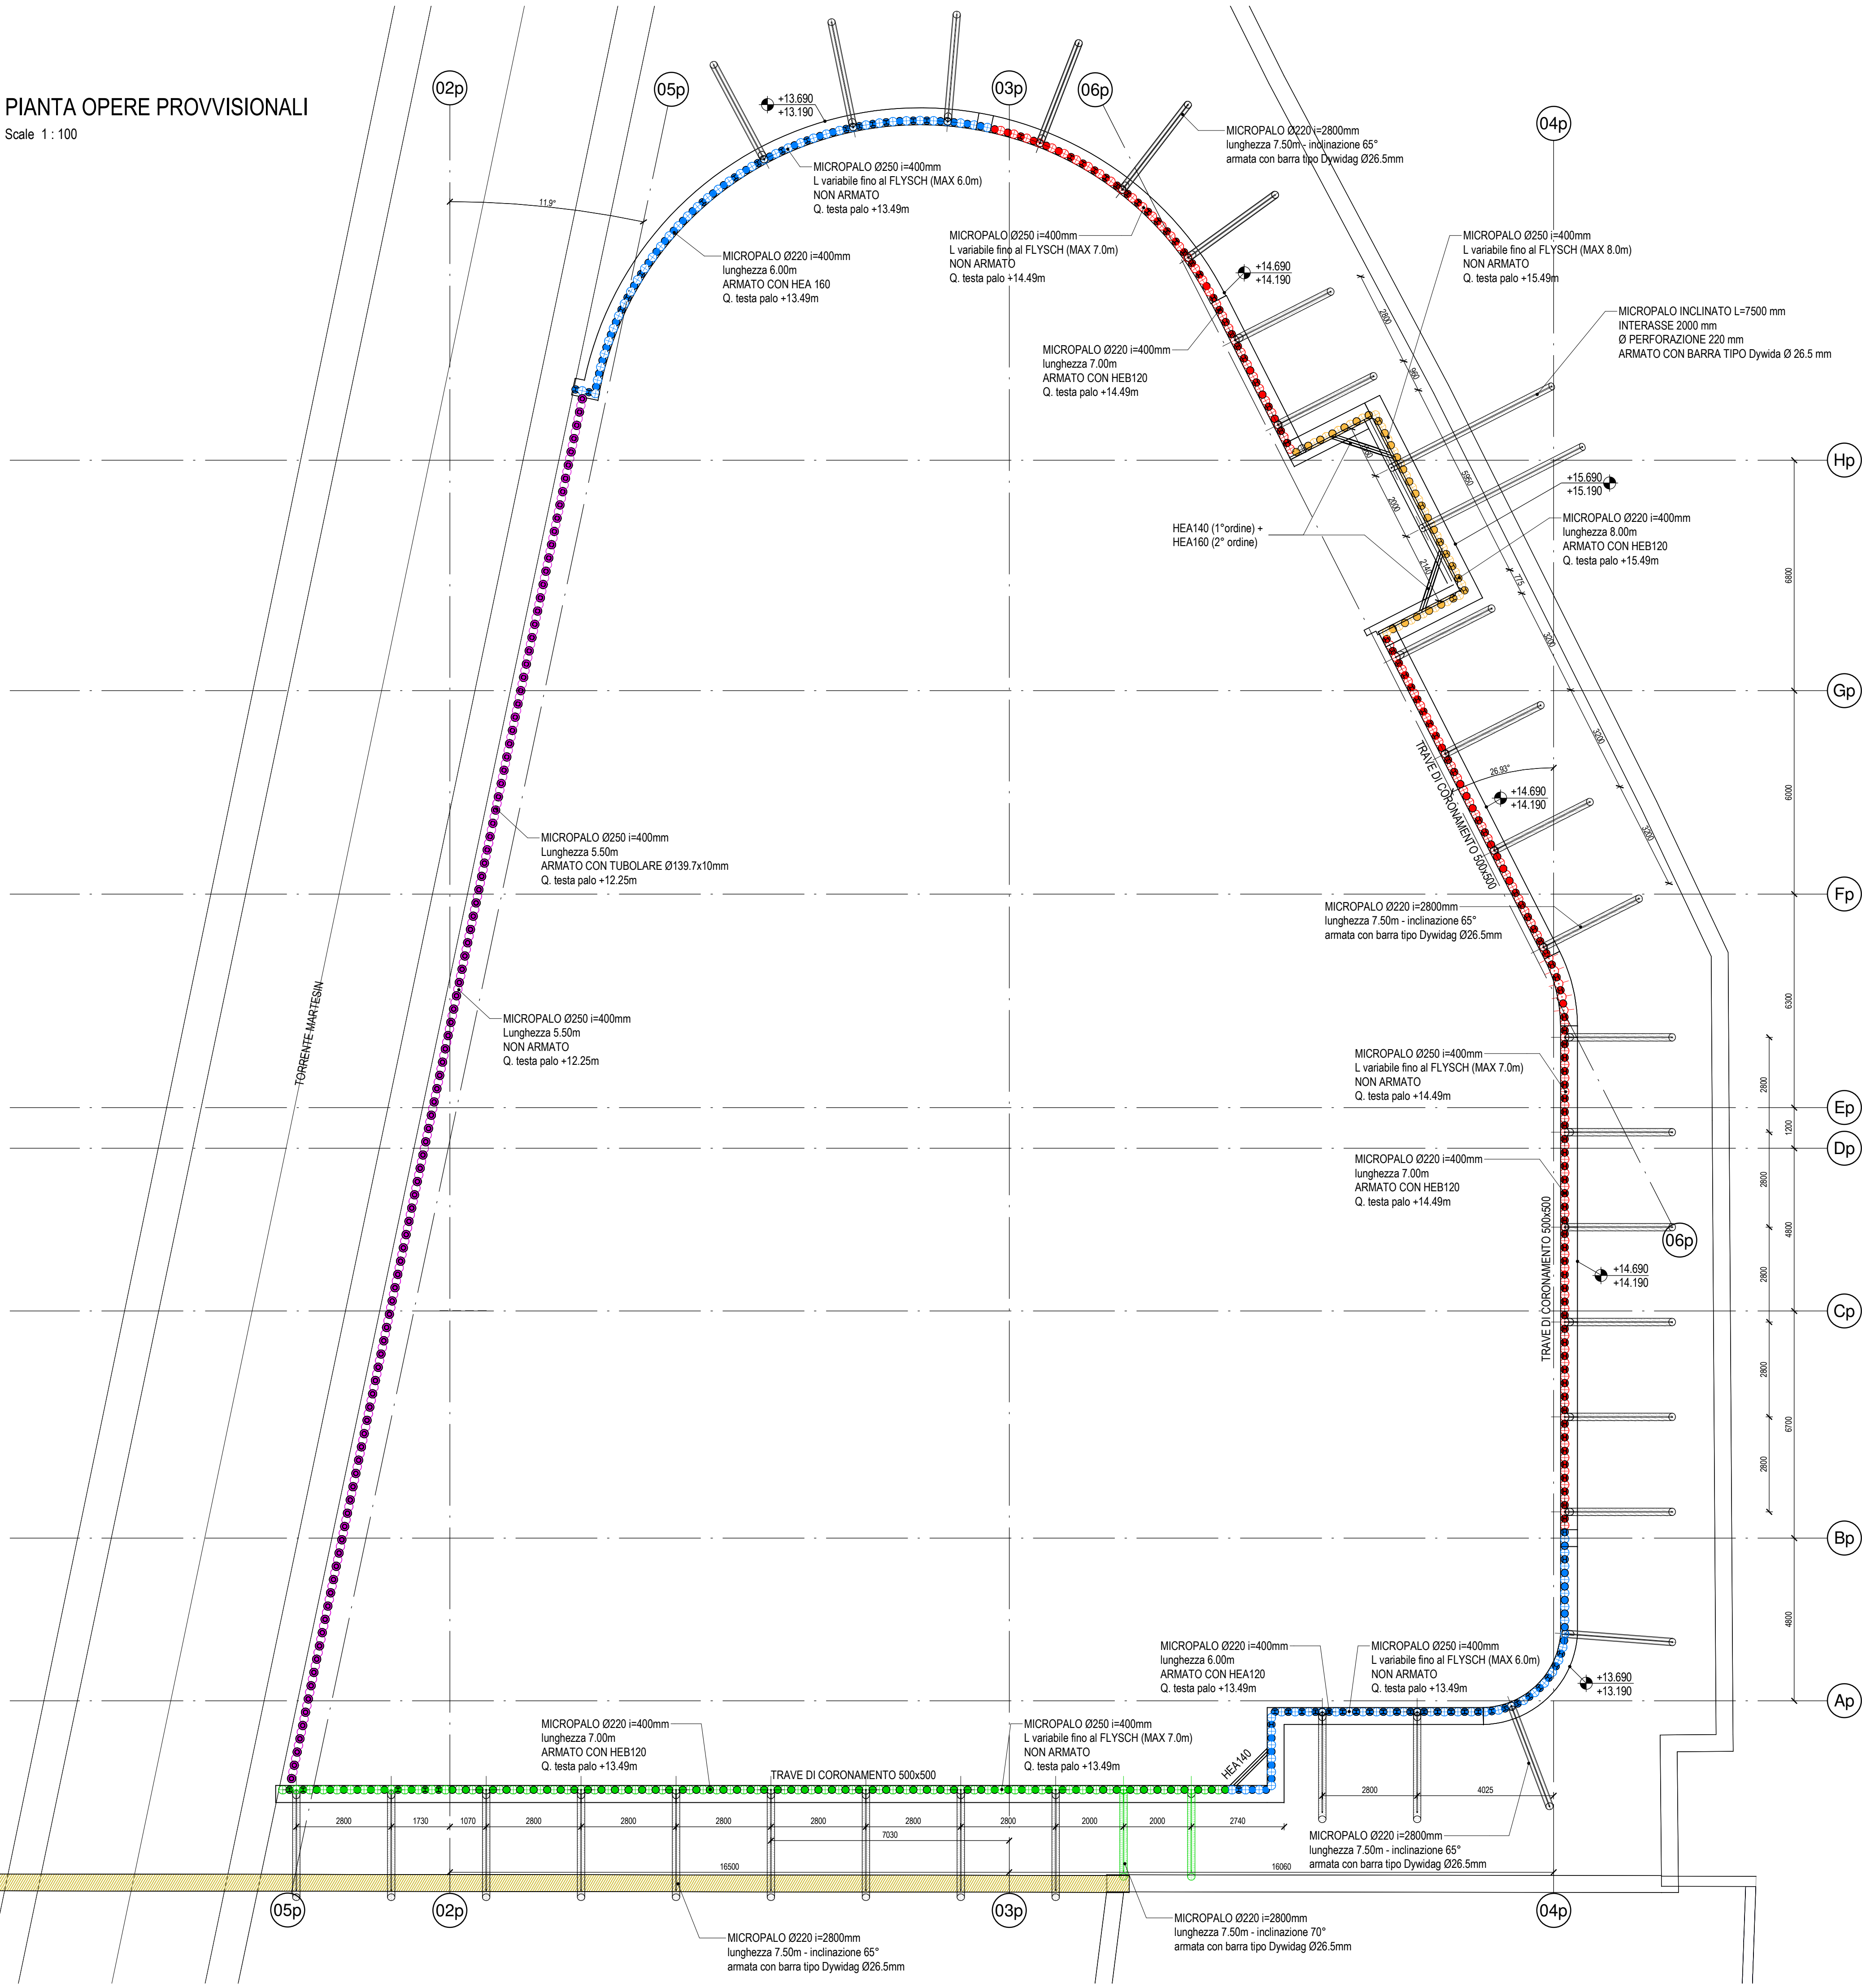 PIANTA OPERE PROVVISIONALI
Scale 1 : 100
02p
05p
03p
06p
04p
+13.690
+13.190
11.9°
MICROPALO Ø250 i=400mm
L variabile fino al FLYSCH (MAX 6.0m)
NON ARMATO
Q. testa palo +13.49m
MICROPALO Ø220 i=400mm
lunghezza 6.00m
ARMATO CON HEA 160
Q. testa palo +13.49m
MICROPALO Ø220 i=2800mm
lunghezza 7.50m - inclinazione 65°
armata con barra tipo Dywidag Ø26.5mm
MICROPALO Ø250 i=400mm
L variabile fino al FLYSCH (MAX 7.0m)
NON ARMATO
Q. testa palo +14.49m
MICROPALO Ø250 i=400mm
L variabile fino al FLYSCH (MAX 8.0m)
NON ARMATO
Q. testa palo +15.49m
+14.690
+14.190
MICROPALO INCLINATO L=7500 mm
INTERASSE 2000 mm
Ø PERFORAZIONE 220 mm
ARMATO CON BARRA TIPO Dywida Ø 26.5 mm
MICROPALO Ø220 i=400mm
lunghezza 7.00m
ARMATO CON HEB120
Q. testa palo +14.49m
2800
960
5950
775
3200
3200
3200
2000
2140
Hp
+15.690
+15.190
MICROPALO Ø220 i=400mm
lunghezza 8.00m
ARMATO CON HEB120
Q. testa palo +15.49m
HEA140 (1°ordine) +
HEA160 (2° ordine)
6800
Gp
TRAVE DI CORONAMENTO 500x500
26.93°
+14.690
+14.190
6000
MICROPALO Ø250 i=400mm
Lunghezza 5.50m
ARMATO CON TUBOLARE Ø139.7x10mm
Q. testa palo +12.25m
Fp
MICROPALO Ø220 i=2800mm
lunghezza 7.50m - inclinazione 65°
armata con barra tipo Dywidag Ø26.5mm
TORRENTE MARTESIN
MICROPALO Ø250 i=400mm
Lunghezza 5.50m
NON ARMATO
Q. testa palo +12.25m
6300
MICROPALO Ø250 i=400mm
L variabile fino al FLYSCH (MAX 7.0m)
NON ARMATO
Q. testa palo +14.49m
2800
Ep
1200
Dp
MICROPALO Ø220 i=400mm
lunghezza 7.00m
ARMATO CON HEB120
Q. testa palo +14.49m
2800
4800
TRAVE DI CORONAMENTO 500x500
06p
+14.690
+14.190
2800
Cp
2800
6700
2800
Bp
4800
MICROPALO Ø220 i=400mm
lunghezza 6.00m
ARMATO CON HEA120
Q. testa palo +13.49m
MICROPALO Ø250 i=400mm
L variabile fino al FLYSCH (MAX 6.0m)
NON ARMATO
Q. testa palo +13.49m
+13.690
+13.190
Ap
MICROPALO Ø220 i=400mm
lunghezza 7.00m
ARMATO CON HEB120
Q. testa palo +13.49m
MICROPALO Ø250 i=400mm
L variabile fino al FLYSCH (MAX 7.0m)
NON ARMATO
Q. testa palo +13.49m
HEA140
TRAVE DI CORONAMENTO 500x500
2800
4025
2800
1730
1070
2800
2800
2800
2800
2800
2800
2000
2000
2740
7030
16500
16060
MICROPALO Ø220 i=2800mm
lunghezza 7.50m - inclinazione 65°
armata con barra tipo Dywidag Ø26.5mm
05p
02p
03p
04p
MICROPALO Ø220 i=2800mm
lunghezza 7.50m - inclinazione 65°
armata con barra tipo Dywidag Ø26.5mm
MICROPALO Ø220 i=2800mm
lunghezza 7.50m - inclinazione 70°
armata con barra tipo Dywidag Ø26.5mm